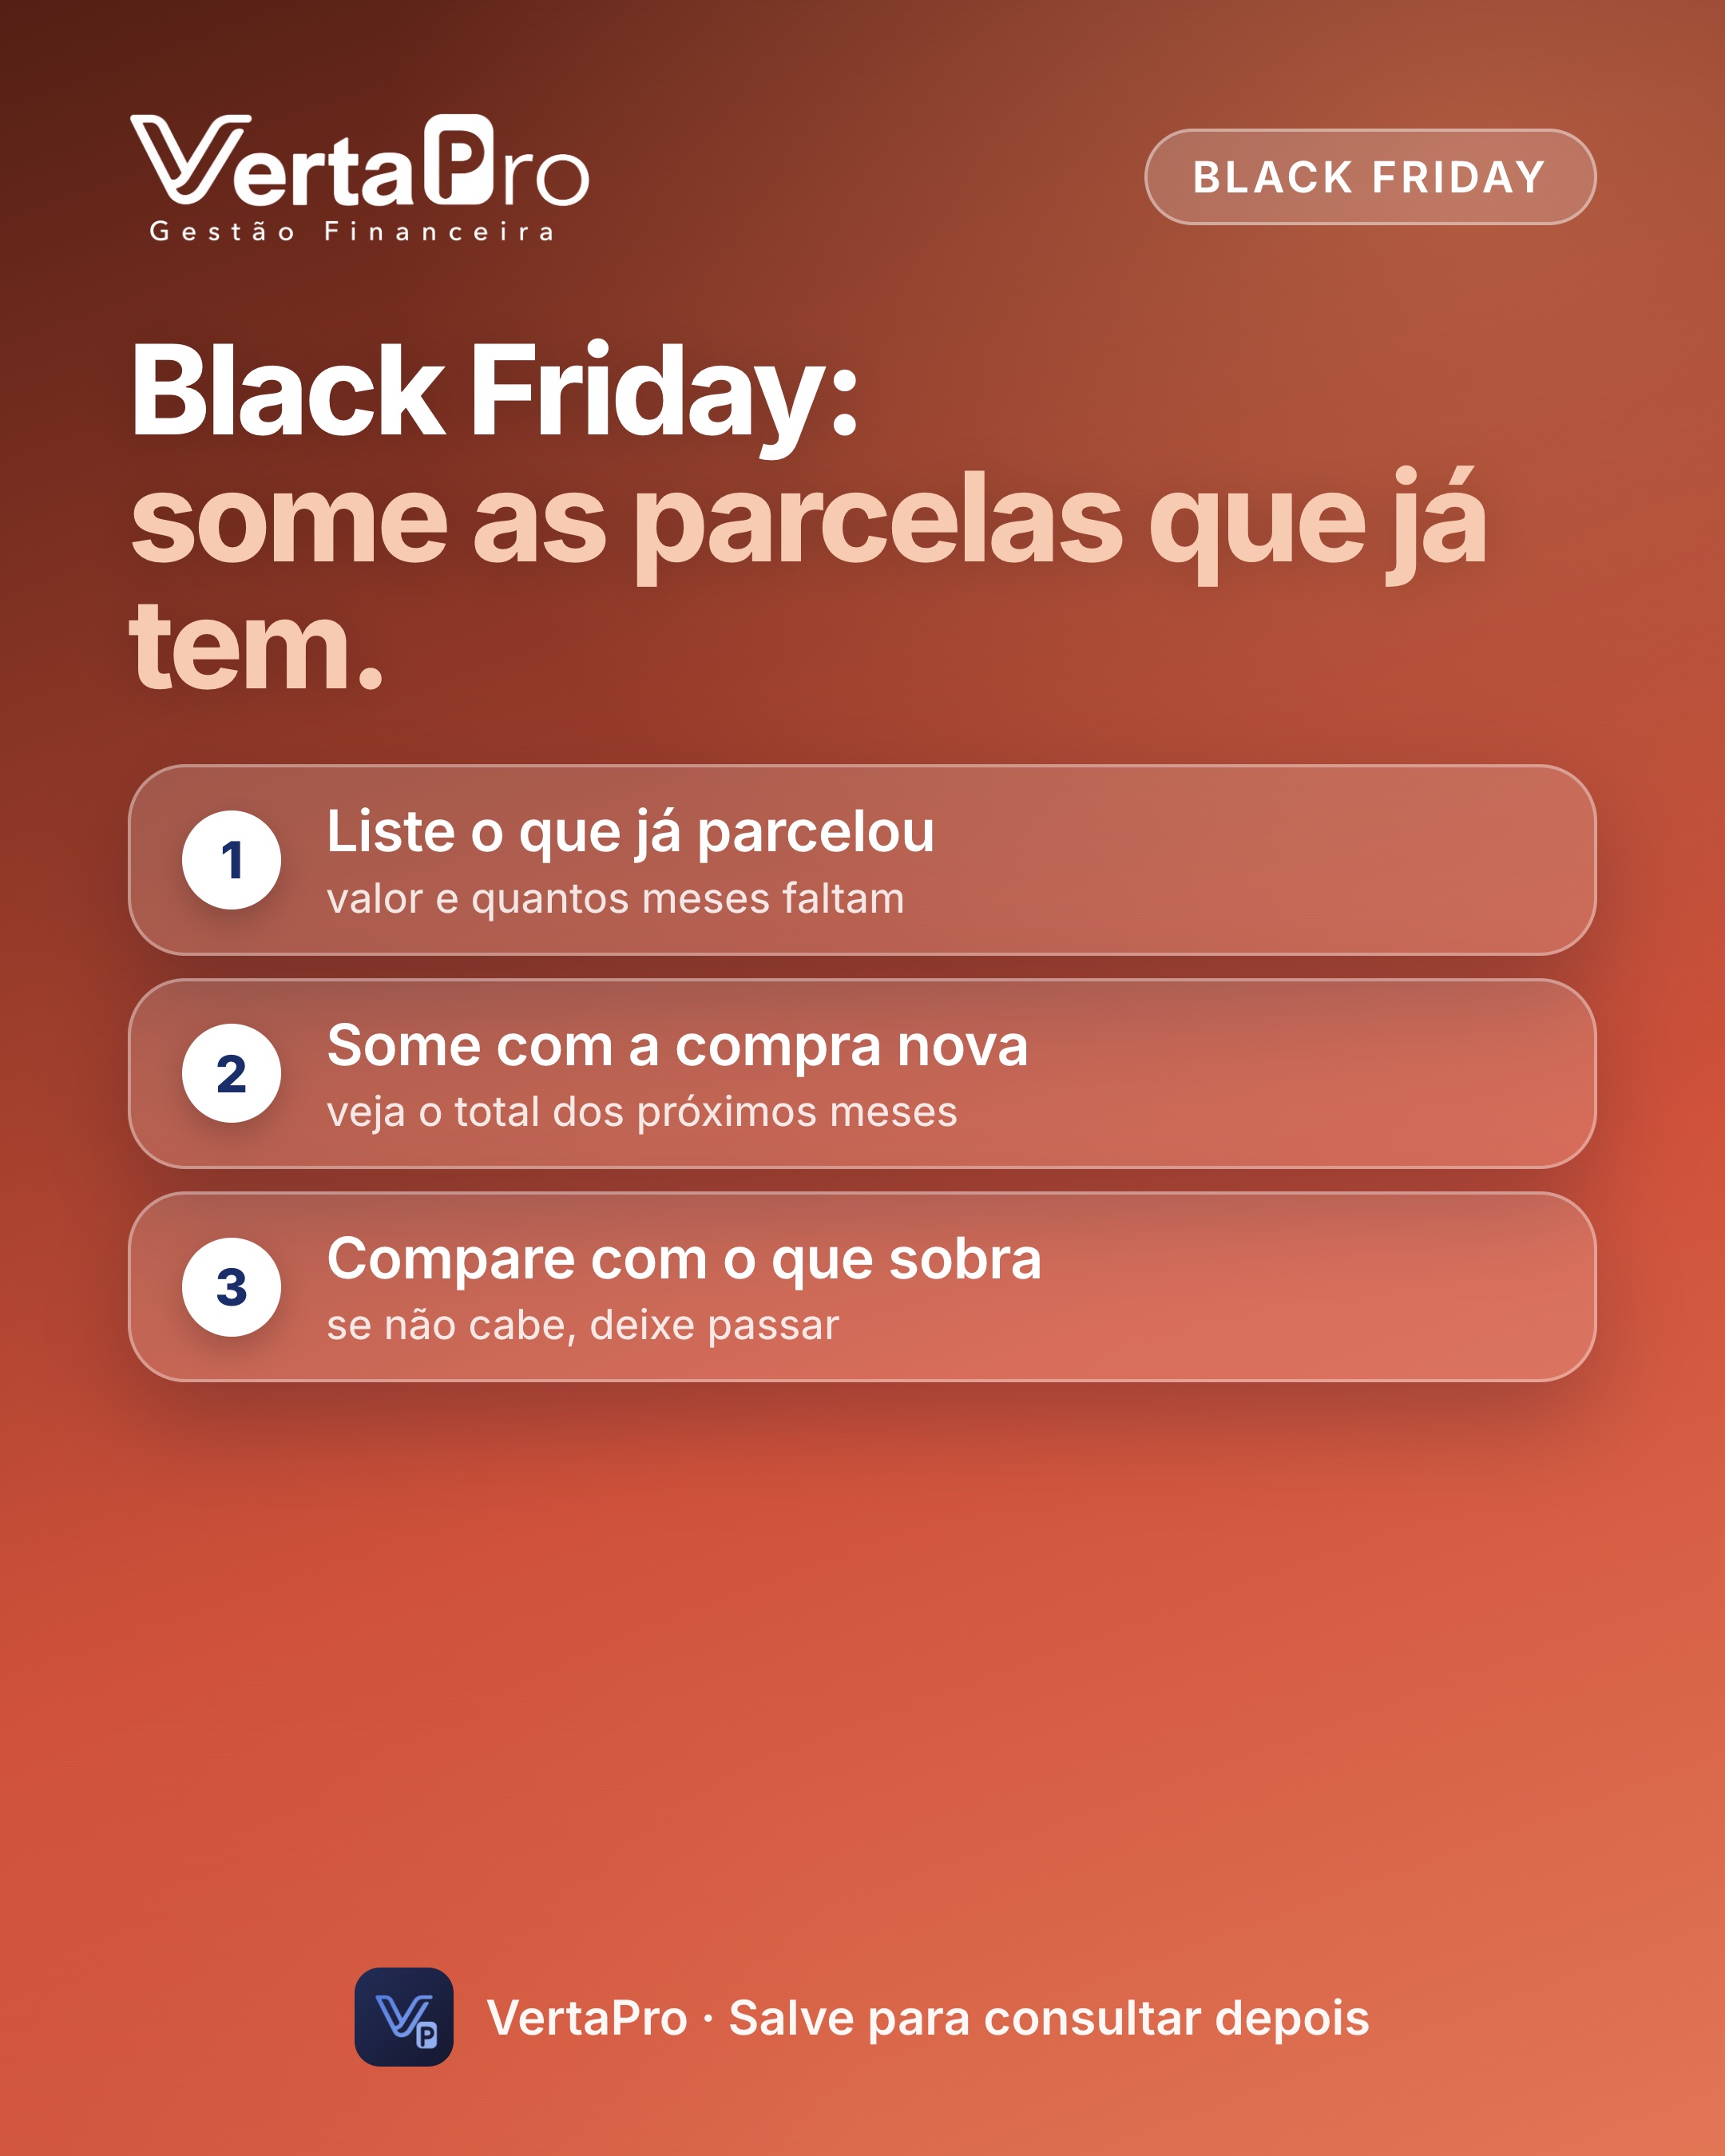 VertaPro
Gestão Financeira
BLACK FRIDAY
Black Friday:
some as parcelas que já
tem.
1
Liste o que já parcelou
valor e quantos meses faltam
2
Some com a compra nova
veja o total dos próximos meses
3
Compare com o que sobra
se não cabe, deixe passar
VP
VertaPro · Salve para consultar depois